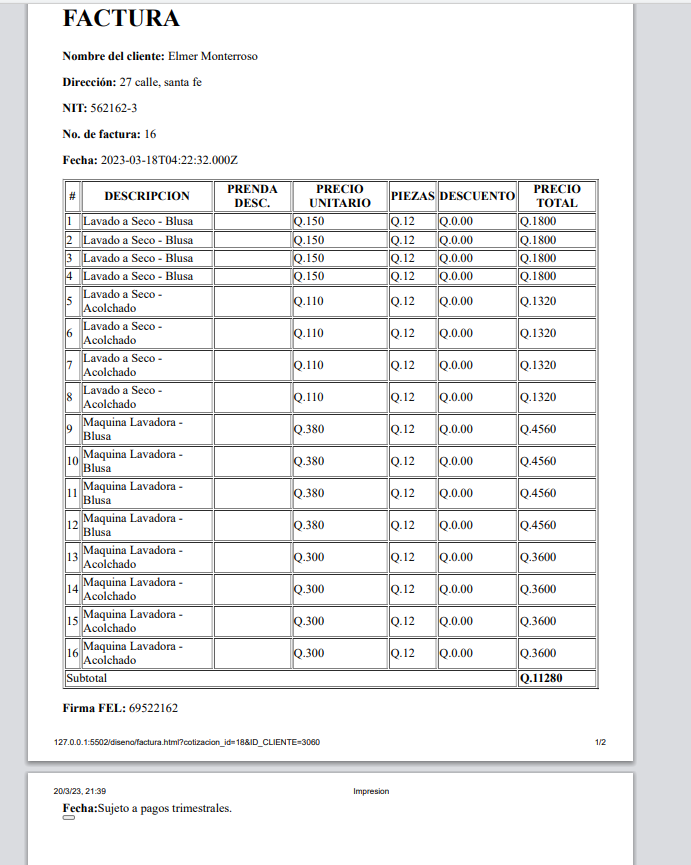 FACTURA
Nombre del cliente: Elmer Monterroso
Dirección: 27 calle, santa fe
NIT: 562162-3
No. de factura: 16
Fecha: 2023-03-18T04:22:32.000Z
# DESCRIPCION PRENDA DESC. PRECIO UNITARIO PIEZAS DESCUENTO PRECIO TOTAL
1 Lavado a Seco - Blusa Q.150 Q.12 Q.0.00 Q.1800
2 Lavado a Seco - Blusa Q.150 Q.12 Q.0.00 Q.1800
3 Lavado a Seco - Blusa Q.150 Q.12 Q.0.00 Q.1800
4 Lavado a Seco - Blusa Q.150 Q.12 Q.0.00 Q.1800
5 Lavado a Seco - Acolchado Q.110 Q.12 Q.0.00 Q.1320
6 Lavado a Seco - Acolchado Q.110 Q.12 Q.0.00 Q.1320
7 Lavado a Seco - Acolchado Q.110 Q.12 Q.0.00 Q.1320
8 Lavado a Seco - Acolchado Q.110 Q.12 Q.0.00 Q.1320
9 Maquina Lavadora - Blusa Q.380 Q.12 Q.0.00 Q.4560
10 Maquina Lavadora - Blusa Q.380 Q.12 Q.0.00 Q.4560
11 Maquina Lavadora - Blusa Q.380 Q.12 Q.0.00 Q.4560
12 Maquina Lavadora - Blusa Q.380 Q.12 Q.0.00 Q.4560
13 Maquina Lavadora - Acolchado Q.300 Q.12 Q.0.00 Q.3600
14 Maquina Lavadora - Acolchado Q.300 Q.12 Q.0.00 Q.3600
15 Maquina Lavadora - Acolchado Q.300 Q.12 Q.0.00 Q.3600
16 Maquina Lavadora - Acolchado Q.300 Q.12 Q.0.00 Q.3600
Subtotal Q.11280
Firma FEL: 69522162
127.0.0.1:5502/diseno/factura.html?cotizacion_id=18&ID_CLIENTE=3060 1/2
20/3/23, 21:39 Impresion
Fecha:Sujeto a pagos trimestrales.